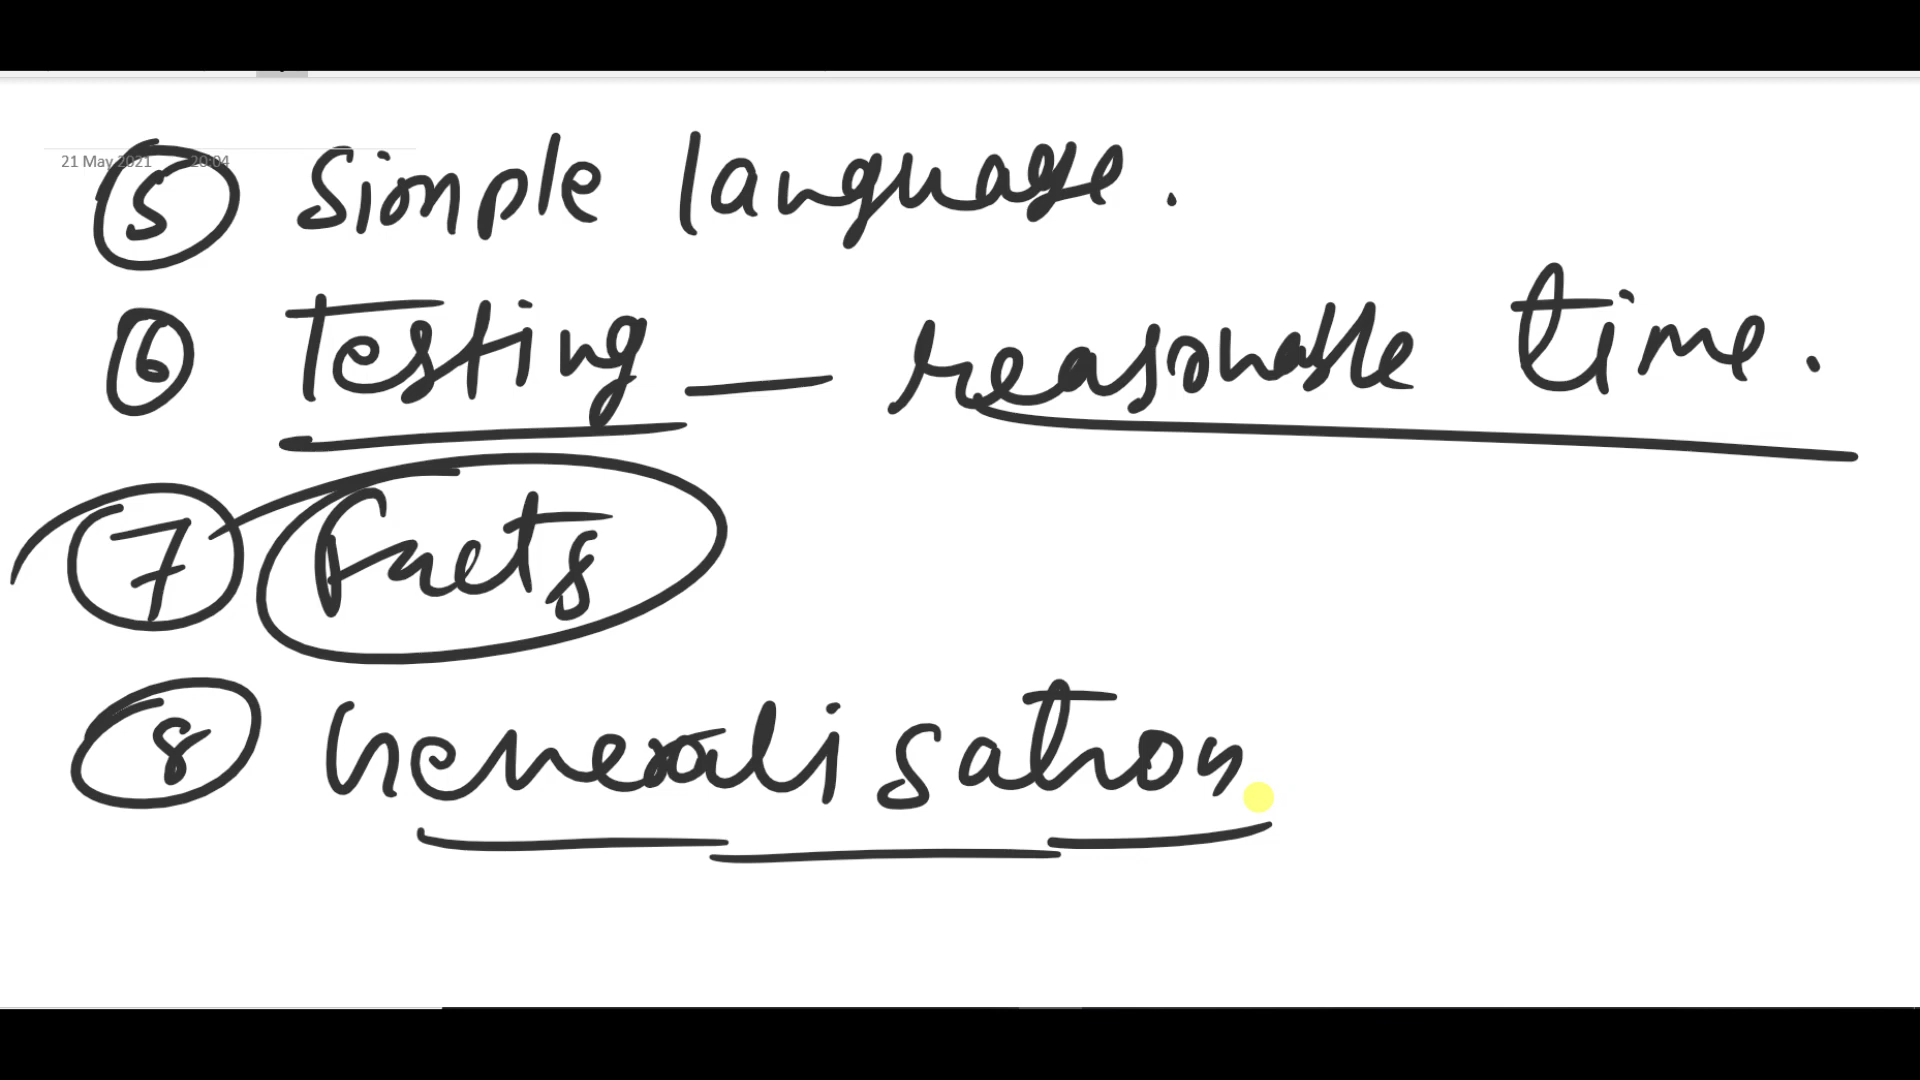 21 May 2021 20:04
5 Simple language.
6 Testing — reasonable time.
7 Facts
8 Generalisation.